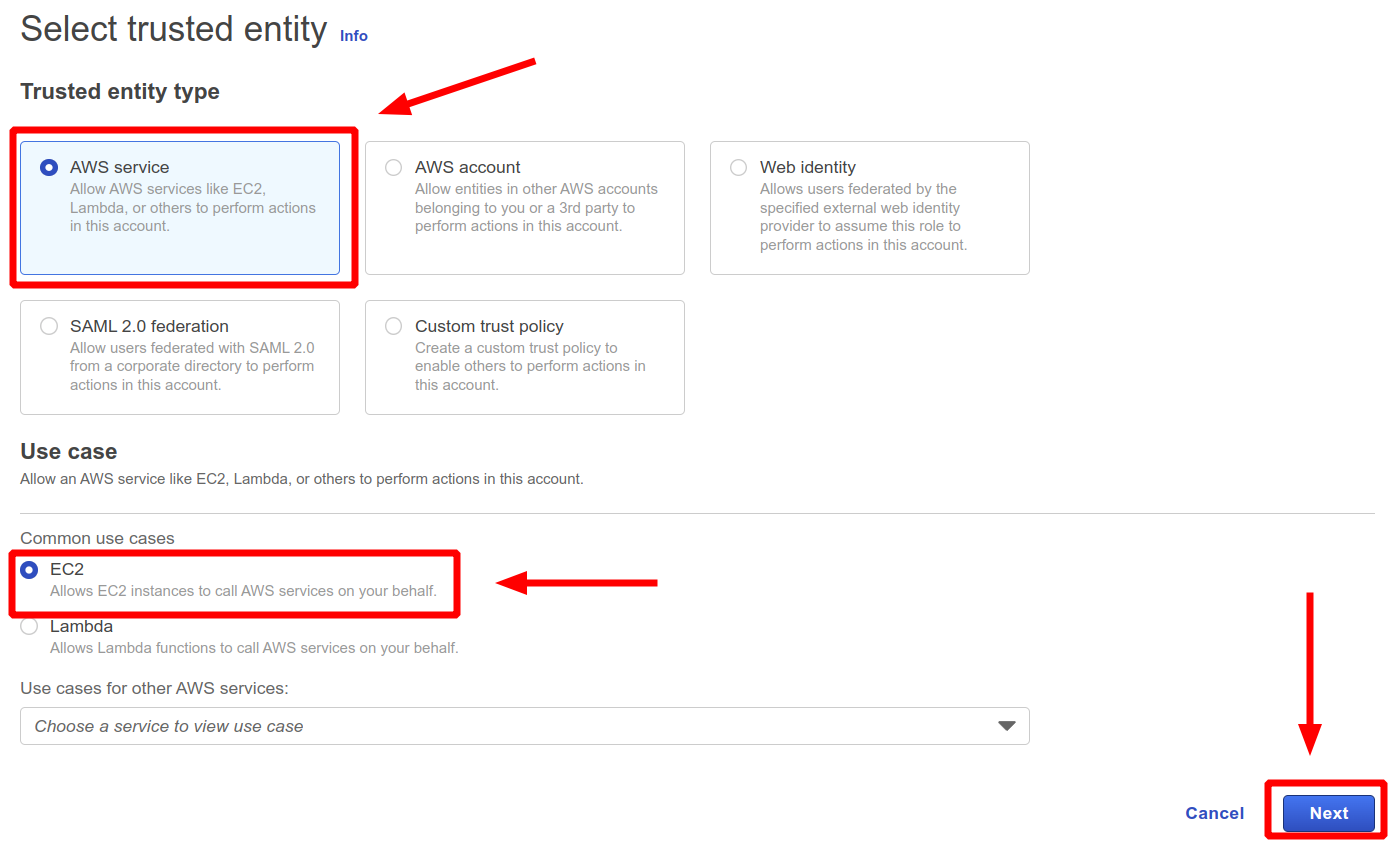 Select trusted entity Info
Trusted entity type
AWS service
Allow AWS services like EC2,
Lambda, or others to perform actions
in this account.
AWS account
Allow entities in other AWS accounts
belonging to you or a 3rd party to
perform actions in this account.
Web identity
Allows users federated by the
specified external web identity
provider to assume this role to
perform actions in this account.
SAML 2.0 federation
Allow users federated with SAML 2.0
from a corporate directory to perform
actions in this account.
Custom trust policy
Create a custom trust policy to
enable others to perform actions in
this account.
Use case
Allow an AWS service like EC2, Lambda, or others to perform actions in this account.
Common use cases
EC2
Allows EC2 instances to call AWS services on your behalf.
Lambda
Allows Lambda functions to call AWS services on your behalf.
Use cases for other AWS services:
Choose a service to view use case
Cancel
Next